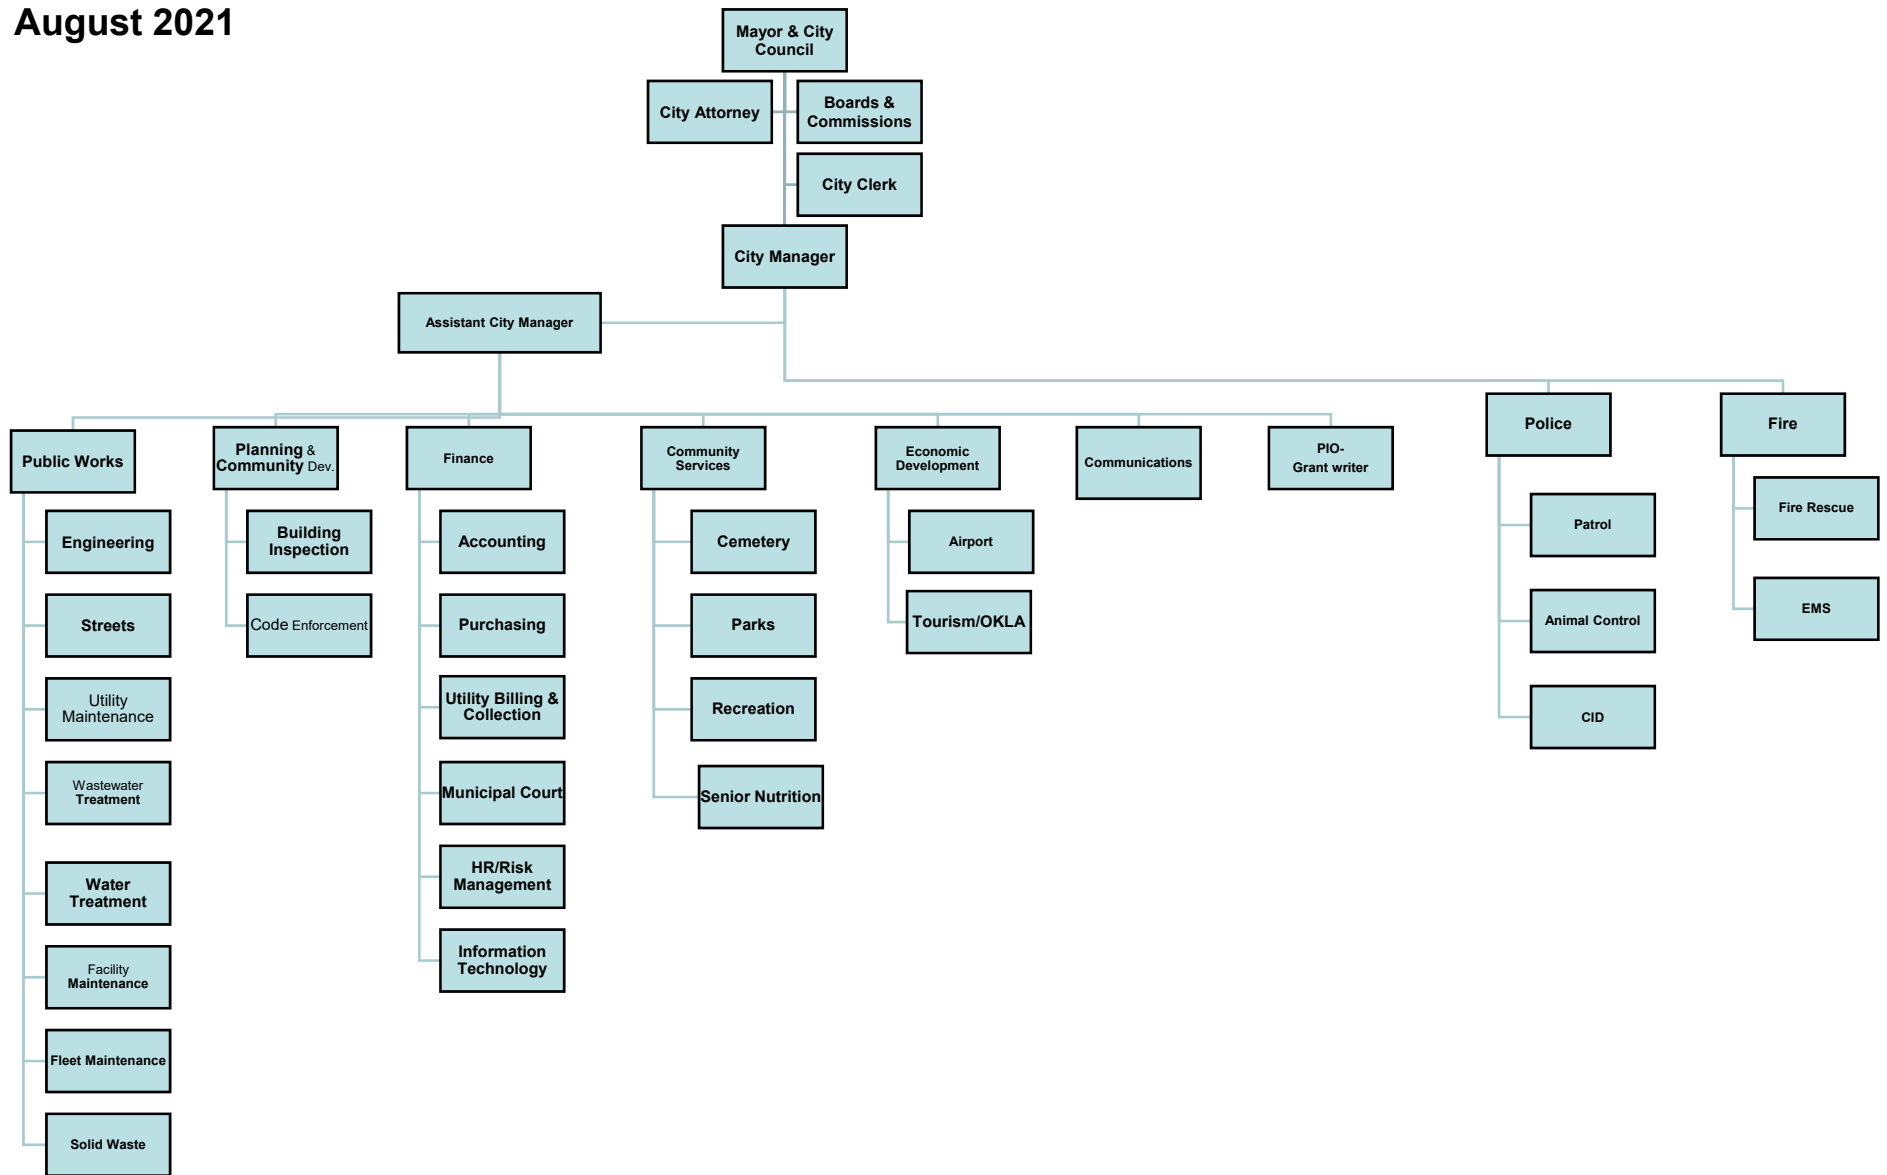 August 2021
Mayor & City
Council
City Attorney
Boards &
Commissions
City Clerk
City Manager
Assistant City Manager
Public Works
Engineering
Streets
Utility
Maintenance
Wastewater
Treatment
Water
Treatment
Facility
Maintenance
Fleet Maintenance
Solid Waste
Planning &
Community Dev.
Building
Inspection
Code Enforcement
Finance
Accounting
Purchasing
Utility Billing &
Collection
Municipal Court
HR/Risk
Management
Information
Technology
Community
Services
Cemetery
Parks
Recreation
Senior Nutrition
Economic
Development
Airport
Tourism/OKLA
Communications
PIO-
Grant writer
Police
Patrol
Animal Control
CID
Fire
Fire Rescue
EMS